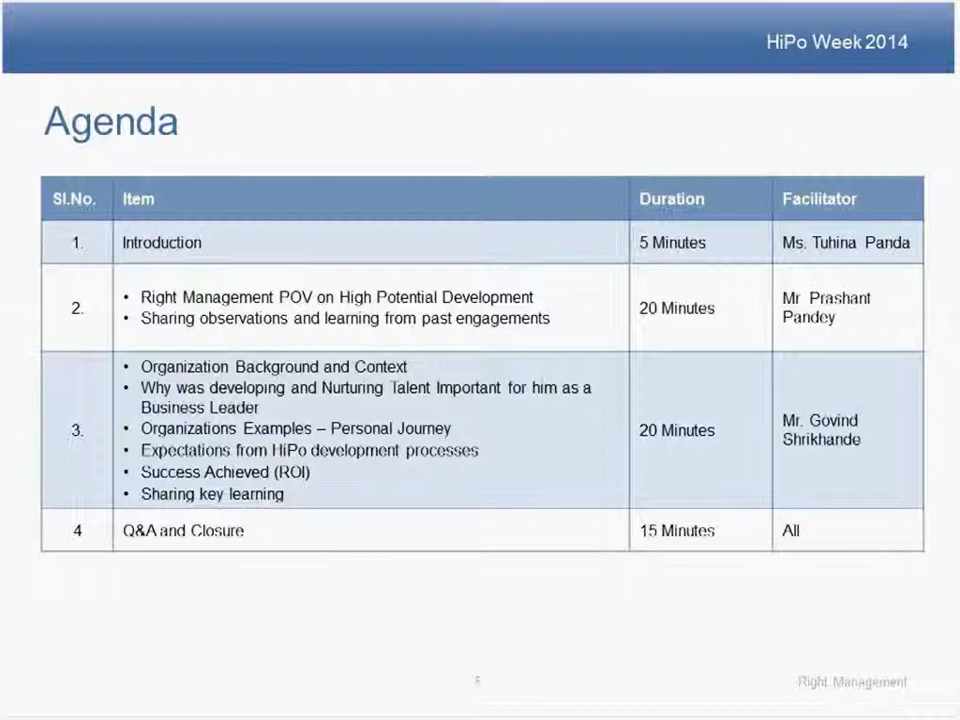 HiPo Week 2014
Agenda
Sl.No. Item Duration Facilitator
1. Introduction 5 Minutes Ms. Tuhina Panda
2.
• Right Management POV on High Potential Development
• Sharing observations and learning from past engagements
20 Minutes
Mr Prashant
Pandey
3.
• Organization Background and Context
• Why was developing and Nurturing Talent Important for him as a
Business Leader
• Organizations Examples – Personal Journey
• Expectations from HiPo development processes
• Success Achieved (ROI)
• Sharing key learning
20 Minutes
Mr. Govind
Shrikhande
4 Q&A and Closure 15 Minutes All
Right Management